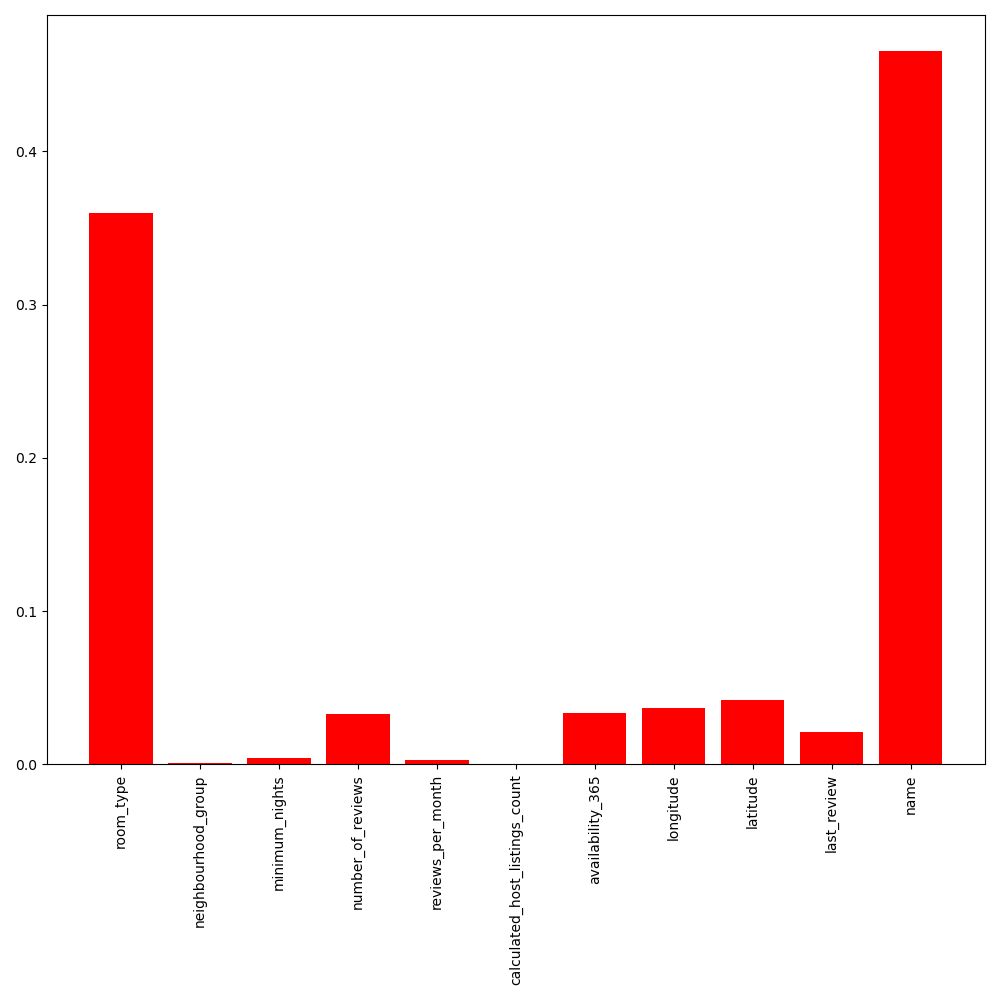 0.4
0.3
0.2
0.1
0.0
room_type
neighbourhood_group
minimum_nights
number_of_reviews
reviews_per_month
calculated_host_listings_count
availability_365
longitude
latitude
last_review
name